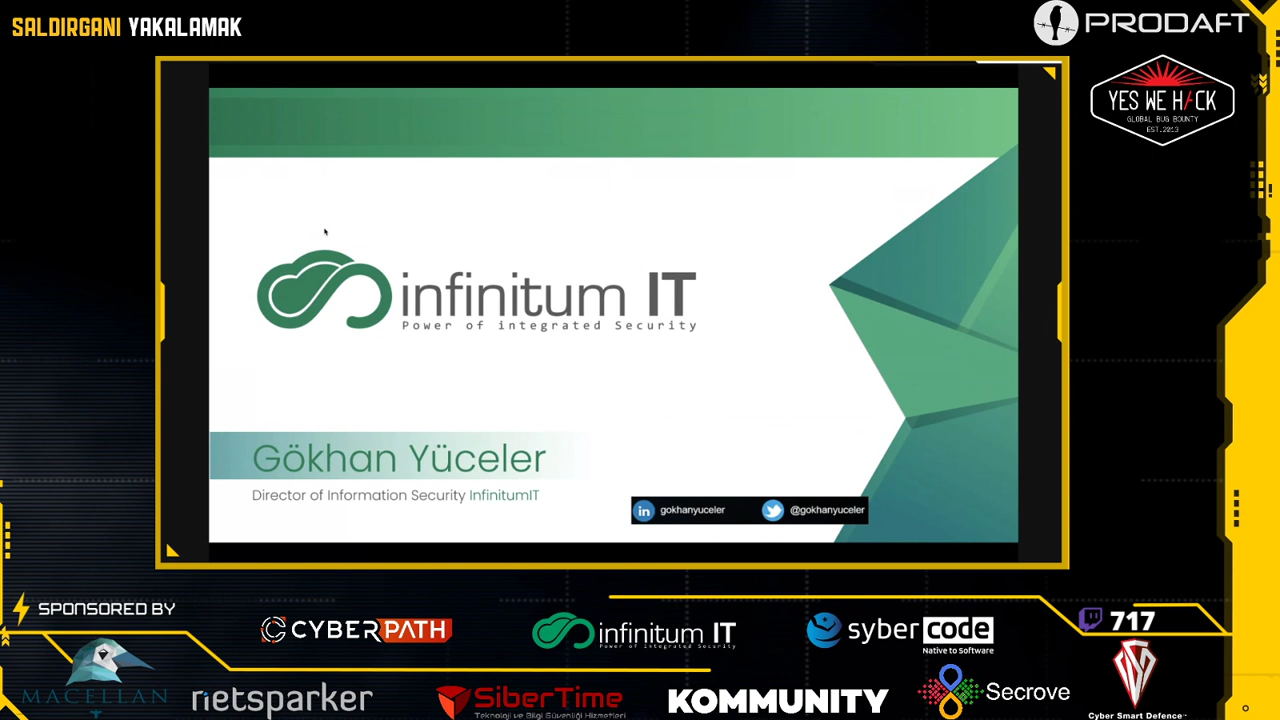 SALDIRGANI YAKALAMAK
PRODAFT
YES WE H/CK
GLOBAL BUG BOUNTY
EST.2013
infinitum IT
Power of integrated Security
Gökhan Yüceler
Director of Information Security InfinitumIT
in gokhanyuceler
@gokhanyuceler
SPONSORED BY
717
CYBERPATH
infinitum IT
Power of Integrated Security
syber code
Native to Software
MACELLAN
netsparker
SiberTime
Teknoloji ve Bilgi Güvenliği Hizmetleri
KOMMUNITY
Secrove
Cyber Smart Defence